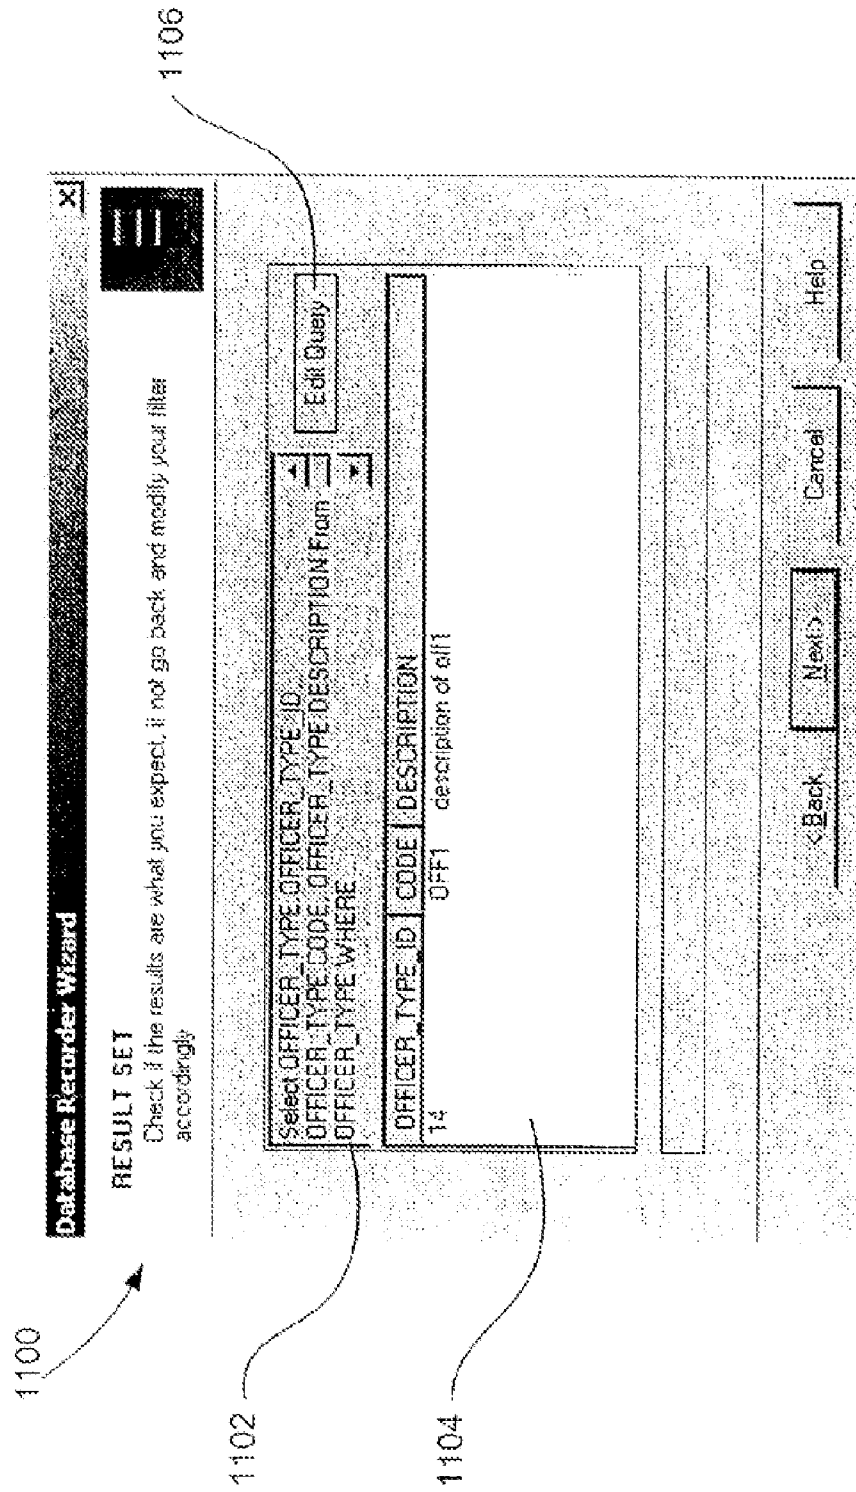 1100
Database Recorder Wizard
RESULT SET
Check if the results are what you expect, if not go back and modify your filter
accordingly
1102
Select OFFICER_TYPE.OFFICER_TYPE_ID,
OFFICER_TYPE.CODE, OFFICER_TYPE.DESCRIPTION From
OFFICER_TYPE WHERE
Edit Query
1106
OFFICER_TYPE_ID CODE DESCRIPTION
14 OFF1 description of off1
1104
< Back Next > Cancel Help